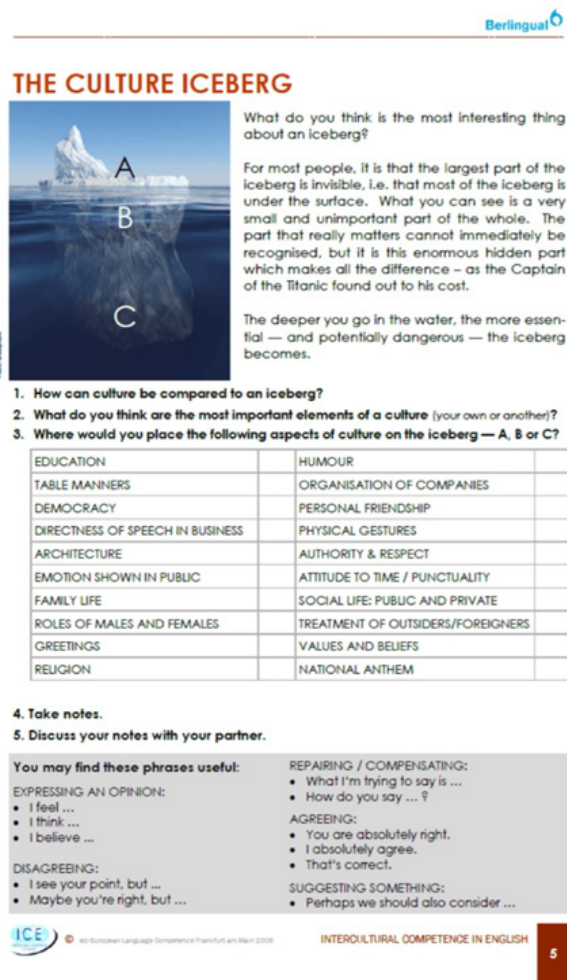 Berlingual
THE CULTURE ICEBERG
A
B
C
What do you think is the most interesting thing
about an iceberg?
For most people, it is that the largest part of the
iceberg is invisible, i.e. that most of the iceberg is
under the surface. What you can see is a very
small and unimportant part of the whole. The
part that really matters cannot immediately be
recognised, but it is this enormous hidden part
which makes all the difference – as the Captain
of the Titanic found out to his cost.
The deeper you go in the water, the more essen-
tial — and potentially dangerous — the iceberg
becomes.
1. How can culture be compared to an iceberg?
2. What do you think are the most important elements of a culture (your own or another)?
3. Where would you place the following aspects of culture on the iceberg — A, B or C?
EDUCATION HUMOUR
TABLE MANNERS ORGANISATION OF COMPANIES
DEMOCRACY PERSONAL FRIENDSHIP
DIRECTNESS OF SPEECH IN BUSINESS PHYSICAL GESTURES
ARCHITECTURE AUTHORITY & RESPECT
EMOTION SHOWN IN PUBLIC ATTITUDE TO TIME / PUNCTUALITY
FAMILY LIFE SOCIAL LIFE: PUBLIC AND PRIVATE
ROLES OF MALES AND FEMALES TREATMENT OF OUTSIDERS/FOREIGNERS
GREETINGS VALUES AND BELIEFS
RELIGION NATIONAL ANTHEM
4. Take notes.
5. Discuss your notes with your partner.
You may find these phrases useful:
EXPRESSING AN OPINION:
• I feel ...
• I think ...
• I believe ...
DISAGREEING:
• I see your point, but ...
• Maybe you're right, but ...
REPAIRING / COMPENSATING:
• What I'm trying to say is ...
• How do you say ... ?
AGREEING:
• You are absolutely right.
• I absolutely agree.
• That's correct.
SUGGESTING SOMETHING:
• Perhaps we should also consider ...
ICE
© European Language Competence Frankfurt am Main 2008
INTERCULTURAL COMPETENCE IN ENGLISH
5